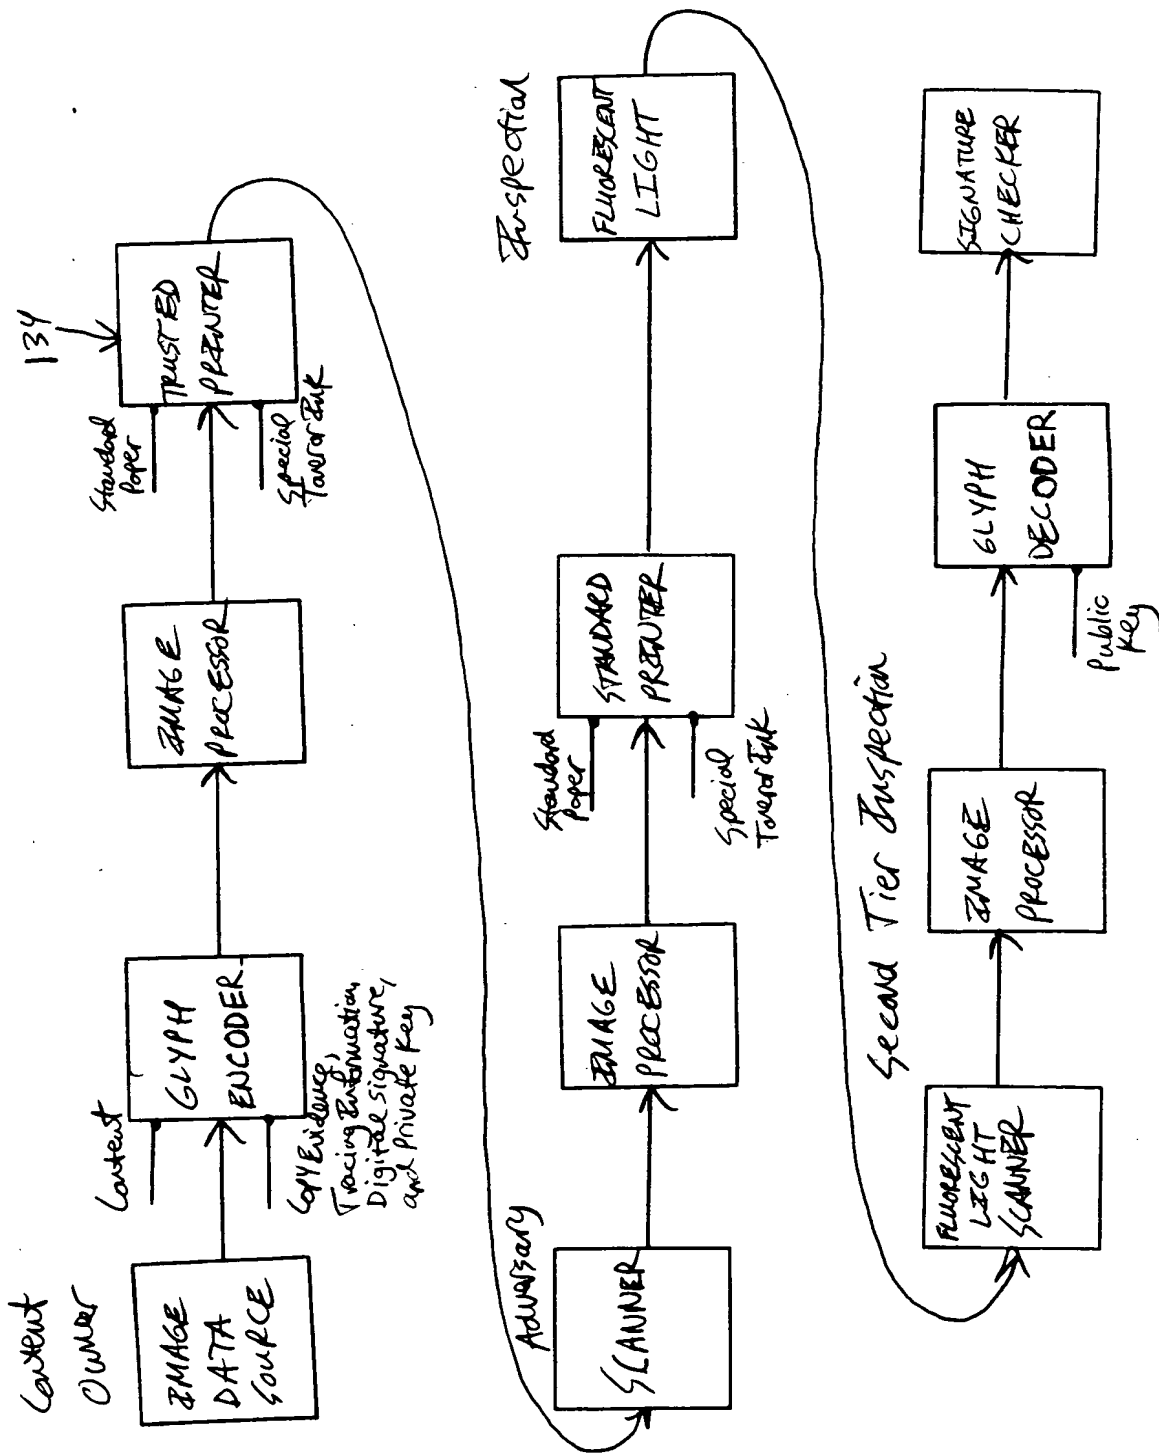 Content
Owner
IMAGE
DATA
SOURCE
Content
GLYPH
ENCODER
Copy Evidence,
Tracing Information,
Digital signature,
and Private Key
IMAGE
PROCESSOR
134
TRUSTED
PRINTER
Standard
Paper
Special
Toner or Ink
Adversary
SCANNER
IMAGE
PROCESSOR
Standard
Paper
STANDARD
PRINTER
Special
Toner or Ink
Inspectial
FLUORESCENT
LIGHT
Second Tier Inspection
FLUORESCENT
LIGHT
SCANNER
IMAGE
PROCESSOR
GLYPH
DECODER
Public
Key
SIGNATURE
CHECKER